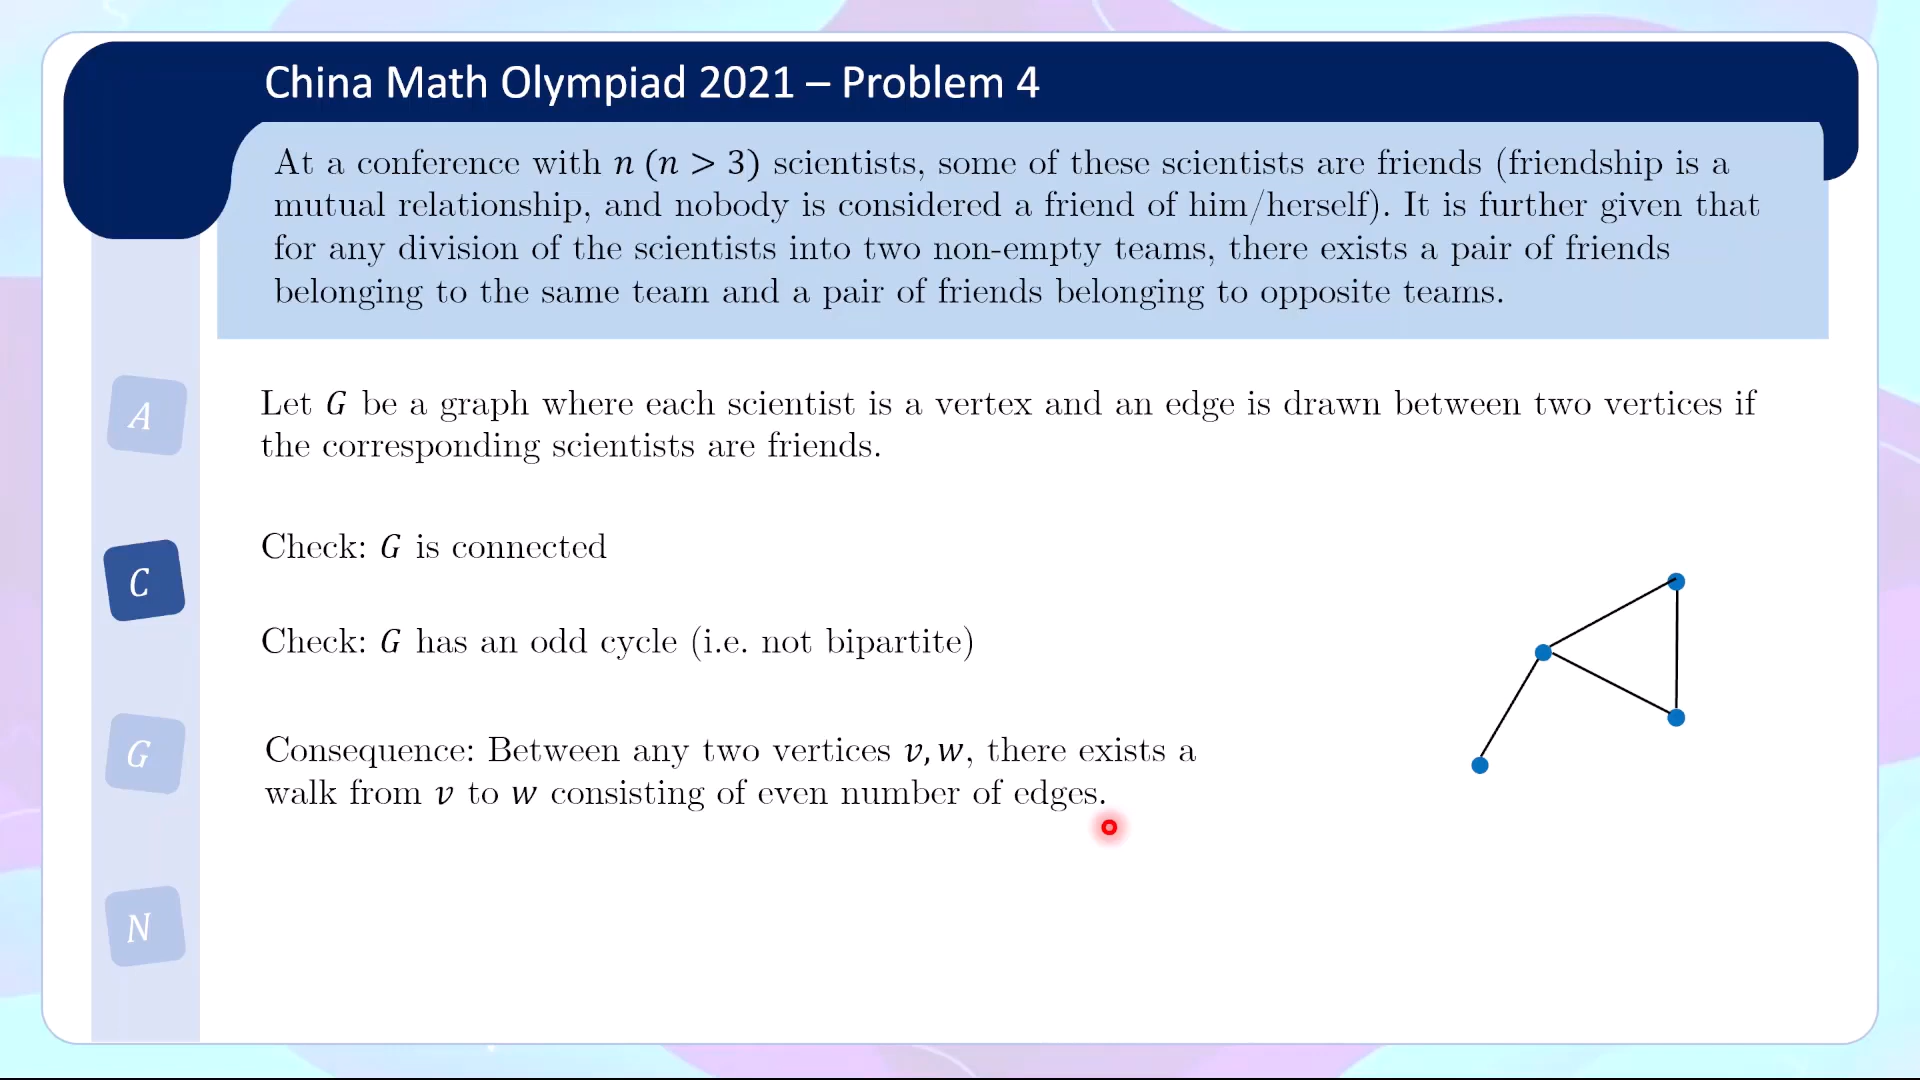 China Math Olympiad 2021 – Problem 4
At a conference with n (n > 3) scientists, some of these scientists are friends (friendship is a
mutual relationship, and nobody is considered a friend of him/herself). It is further given that
for any division of the scientists into two non-empty teams, there exists a pair of friends
belonging to the same team and a pair of friends belonging to opposite teams.
Let G be a graph where each scientist is a vertex and an edge is drawn between two vertices if
the corresponding scientists are friends.
Check: G is connected
Check: G has an odd cycle (i.e. not bipartite)
Consequence: Between any two vertices v, w, there exists a
walk from v to w consisting of even number of edges.
A
C
G
N